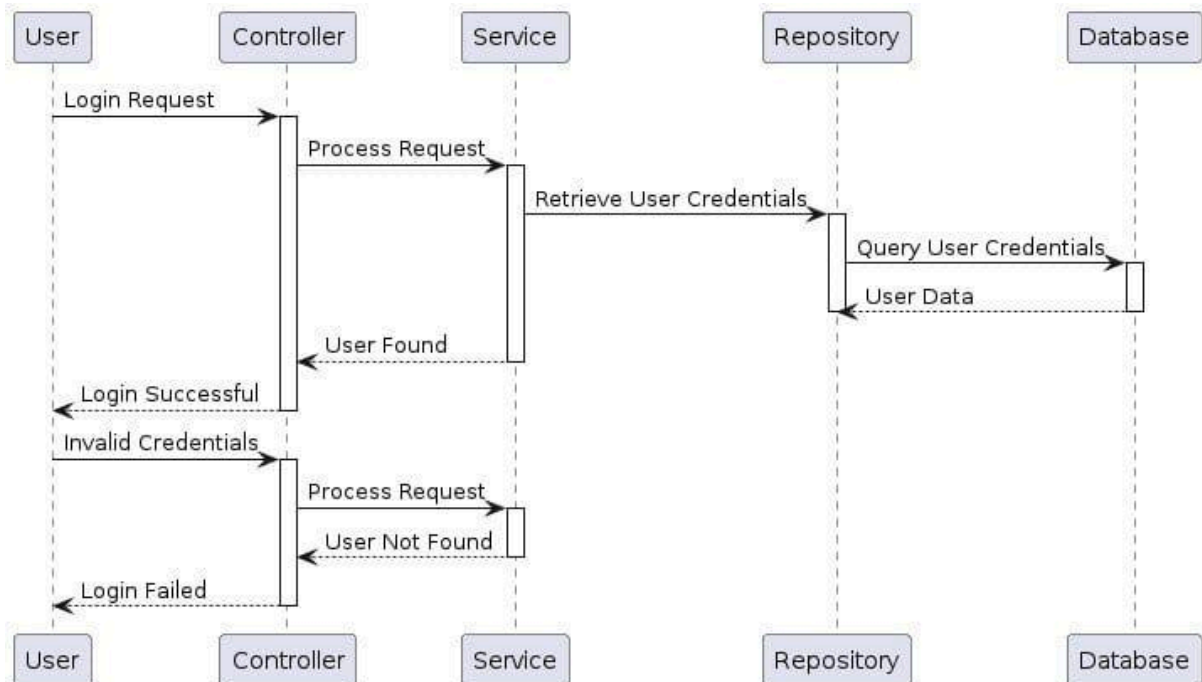 User
Controller
Service
Repository
Database
Login Request
Process Request
Retrieve User Credentials
Query User Credentials
User Data
User Found
Login Successful
Invalid Credentials
Process Request
User Not Found
Login Failed
User
Controller
Service
Repository
Database